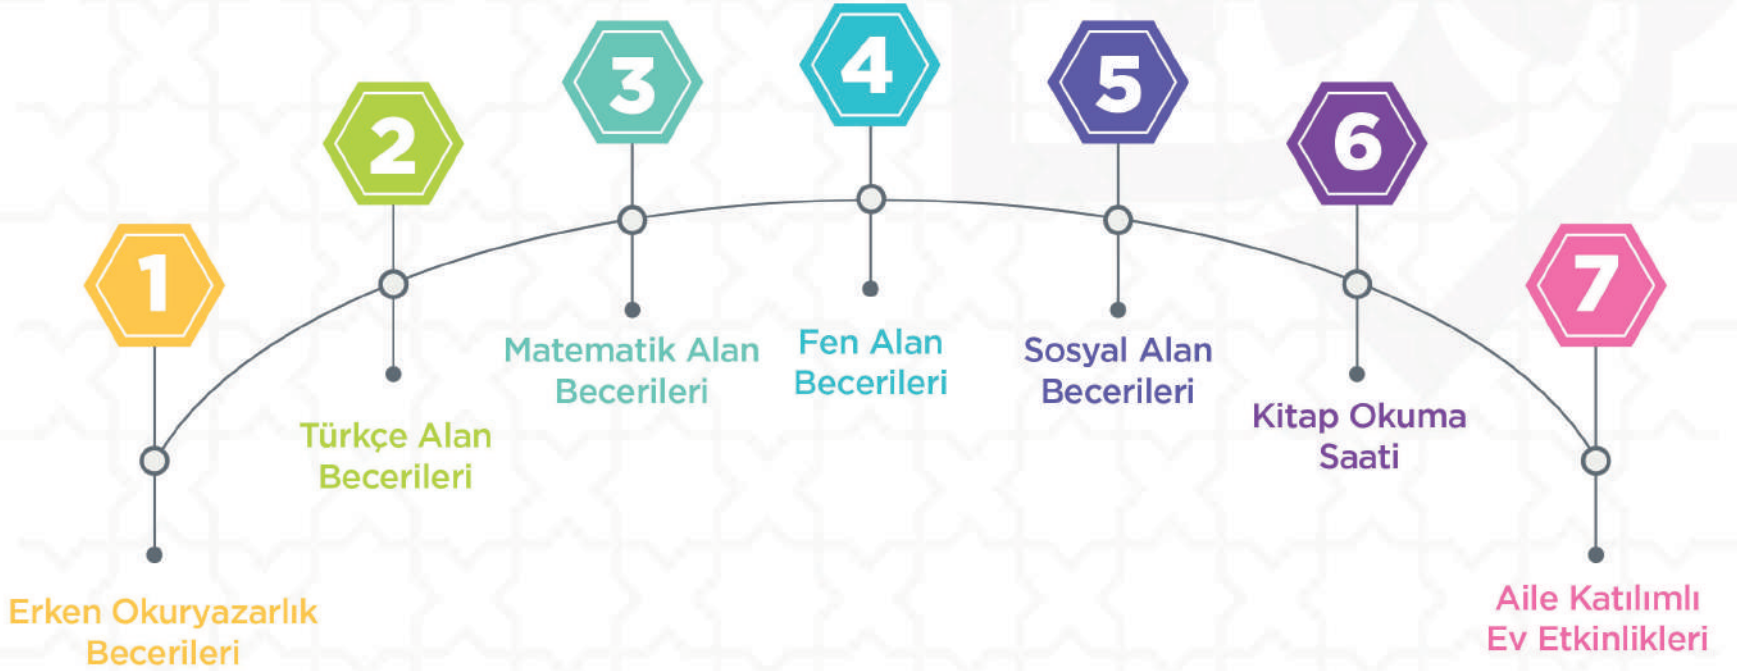 1
Erken Okuryazarlık
Becerileri
2
Türkçe Alan
Becerileri
3
Matematik Alan
Becerileri
4
Fen Alan
Becerileri
5
Sosyal Alan
Becerileri
6
Kitap Okuma
Saati
7
Aile Katılımlı
Ev Etkinlikleri